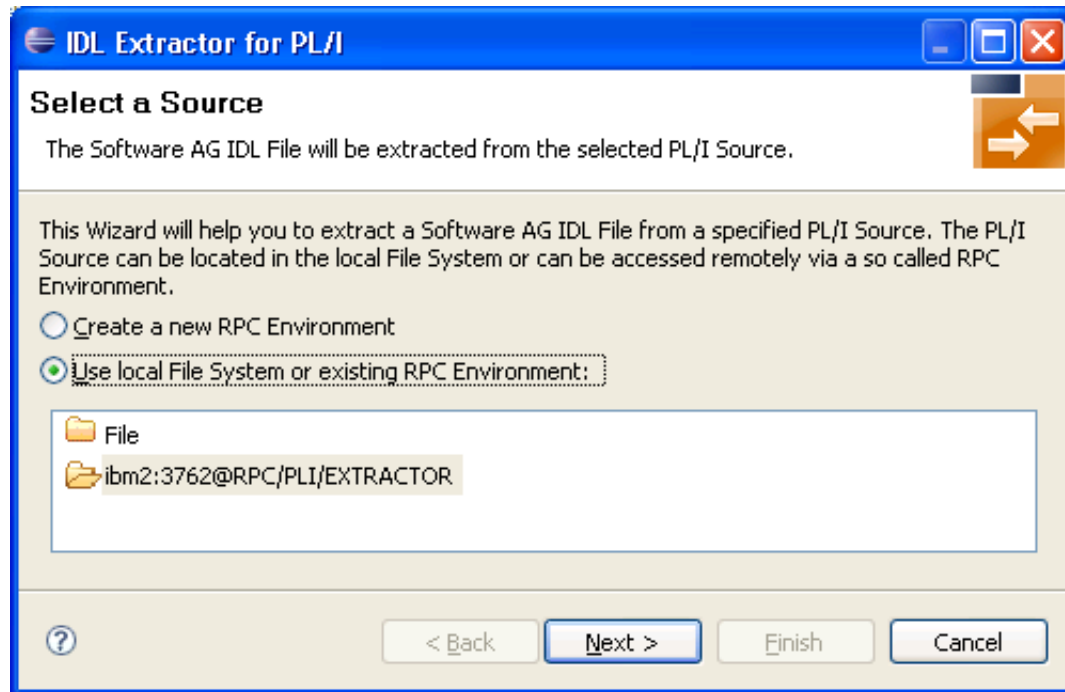 IDL Extractor for PL/I
Select a Source
The Software AG IDL File will be extracted from the selected PL/I Source.
This Wizard will help you to extract a Software AG IDL File from a specified PL/I Source. The PL/I
Source can be located in the local File System or can be accessed remotely via a so called RPC
Environment.
Create a new RPC Environment
Use local File System or existing RPC Environment:
File
ibm2:3762@RPC/PLI/EXTRACTOR
?
< Back
Next >
Finish
Cancel